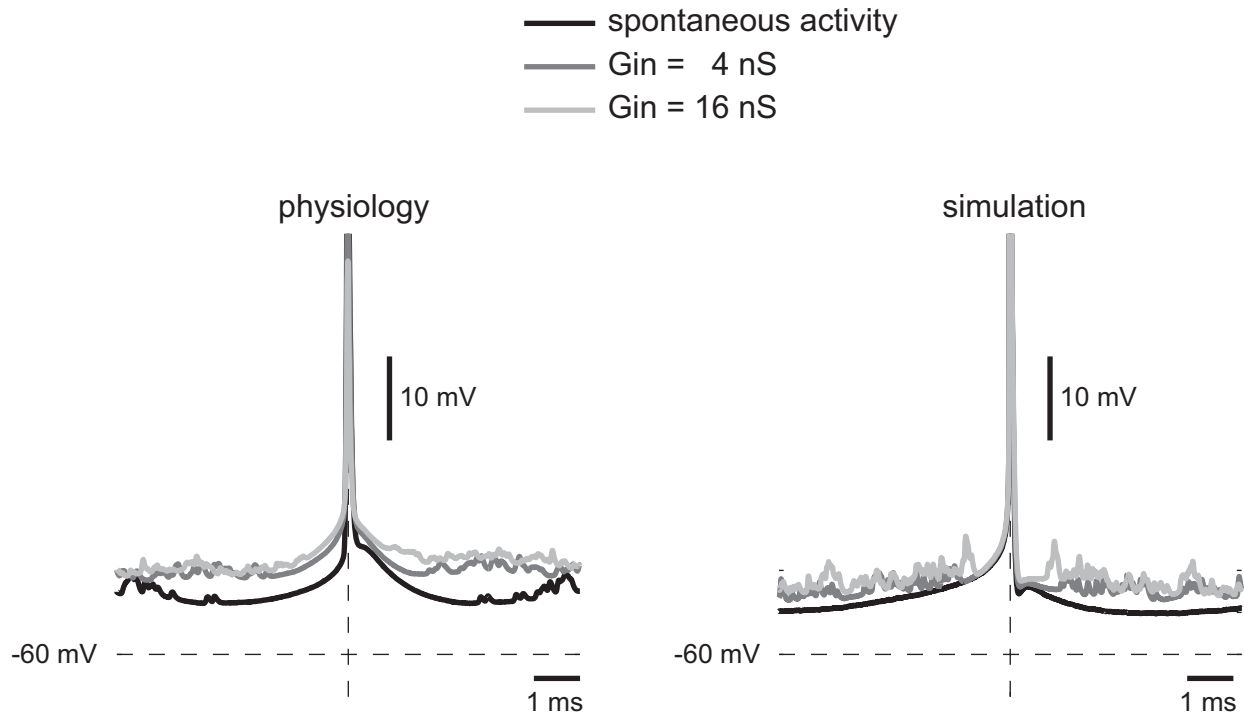 spontaneous activity
Gin = 4 nS
Gin = 16 nS
physiology
simulation
10 mV
10 mV
-60 mV
-60 mV
1 ms
1 ms